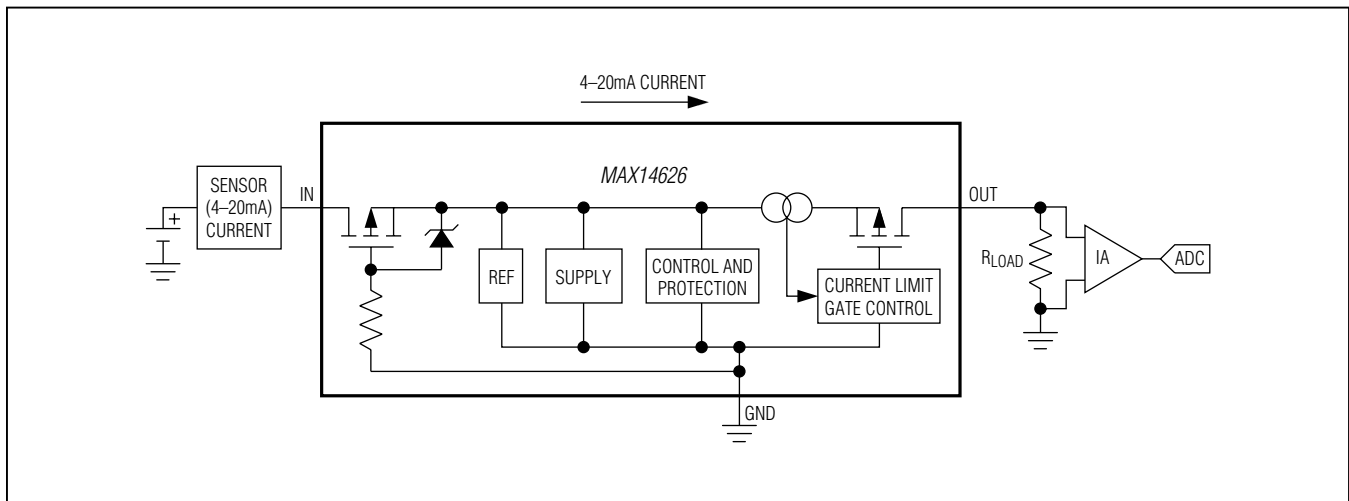 4–20mA CURRENT
MAX14626
SENSOR
(4–20mA)
CURRENT
IN
+
REF
SUPPLY
CONTROL AND
PROTECTION
CURRENT LIMIT
GATE CONTROL
OUT
RLOAD
IA
ADC
GND